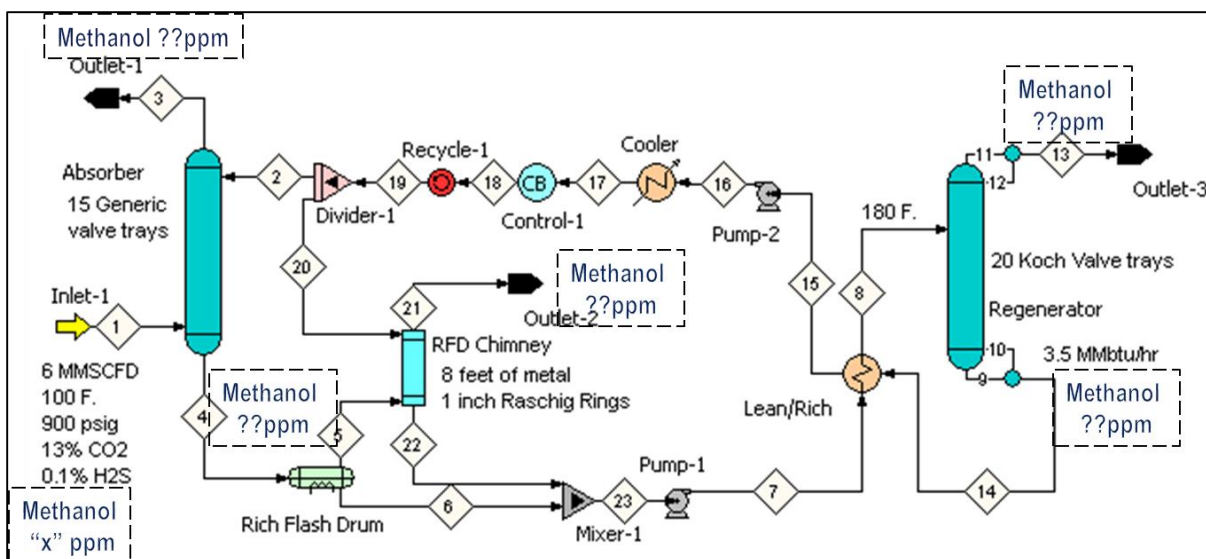 Methanol ??ppm
Outlet-1
3
Absorber
15 Generic
valve trays
Inlet-1
1
6 MMSCFD
100 F.
900 psig
13% CO2
0.1% H2S
Methanol
"x" ppm
2
Divider-1
19
Recycle-1
18
CB
Control-1
17
Cooler
16
Pump-2
15
20
21
Methanol
??ppm
Outlet-2
RFD Chimney
8 feet of metal
1 inch Raschig Rings
4
Methanol
??ppm
5
22
Rich Flash Drum
6
Mixer-1
23
Pump-1
7
Lean/Rich
8
180 F.
Methanol
??ppm
11
12
13
Outlet-3
20 Koch Valve trays
Regenerator
10
9
3.5 MMbtu/hr
Methanol
??ppm
14